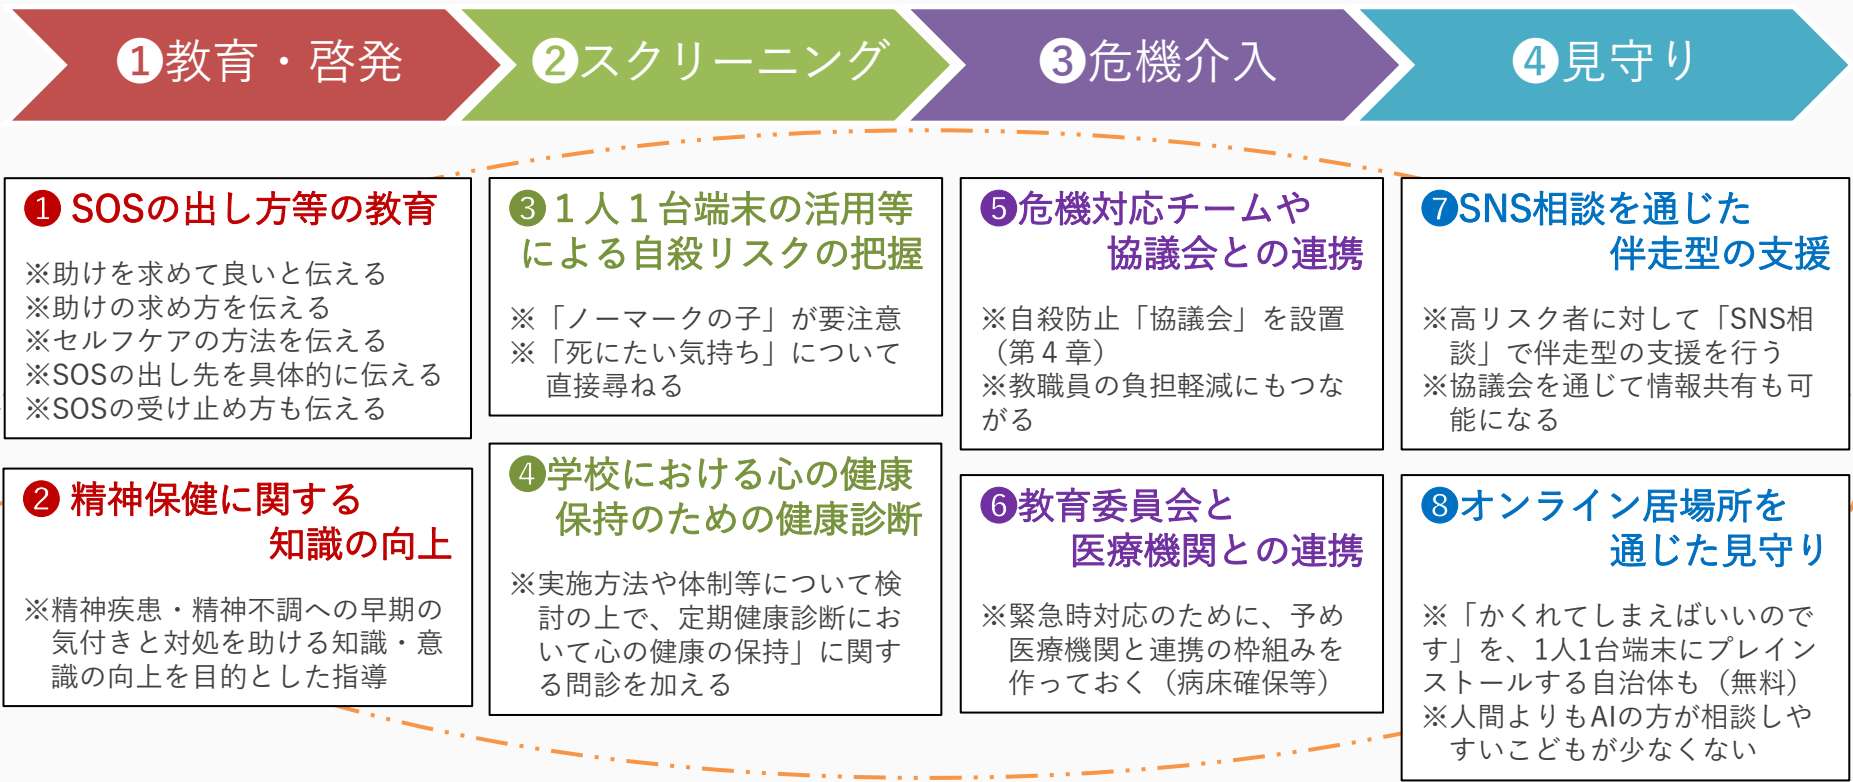 ❶教育・啓発
❷スクリーニング
❸危機介入
❹見守り
❶ SOSの出し方等の教育
※助けを求めて良いと伝える
※助けの求め方を伝える
※セルフケアの方法を伝える
※SOSの出し先を具体的に伝える
※SOSの受け止め方も伝える
❷ 精神保健に関する
知識の向上
※精神疾患・精神不調への早期の
気付きと対処を助ける知識・意
識の向上を目的とした指導
❸１人１台端末の活用等
による自殺リスクの把握
※「ノーマークの子」が要注意
※「死にたい気持ち」について
直接尋ねる
❹学校における心の健康
保持のための健康診断
※実施方法や体制等について検
討の上で、定期健康診断にお
いて心の健康の保持」に関す
る問診を加える
❺危機対応チームや
協議会との連携
※自殺防止「協議会」を設置
（第４章）
※教職員の負担軽減にもつな
がる
❻教育委員会と
医療機関との連携
※緊急時対応のために、予め
医療機関と連携の枠組みを
作っておく（病床確保等）
❼SNS相談を通じた
伴走型の支援
※高リスク者に対して「SNS相
談」で伴走型の支援を行う
※協議会を通じて情報共有も可
能になる
❽オンライン居場所を
通じた見守り
※「かくれてしまえばいいので
す」を、1人1台端末にプレイン
ストールする自治体も（無料）
※人間よりもAIの方が相談しや
すいこどもが少なくない